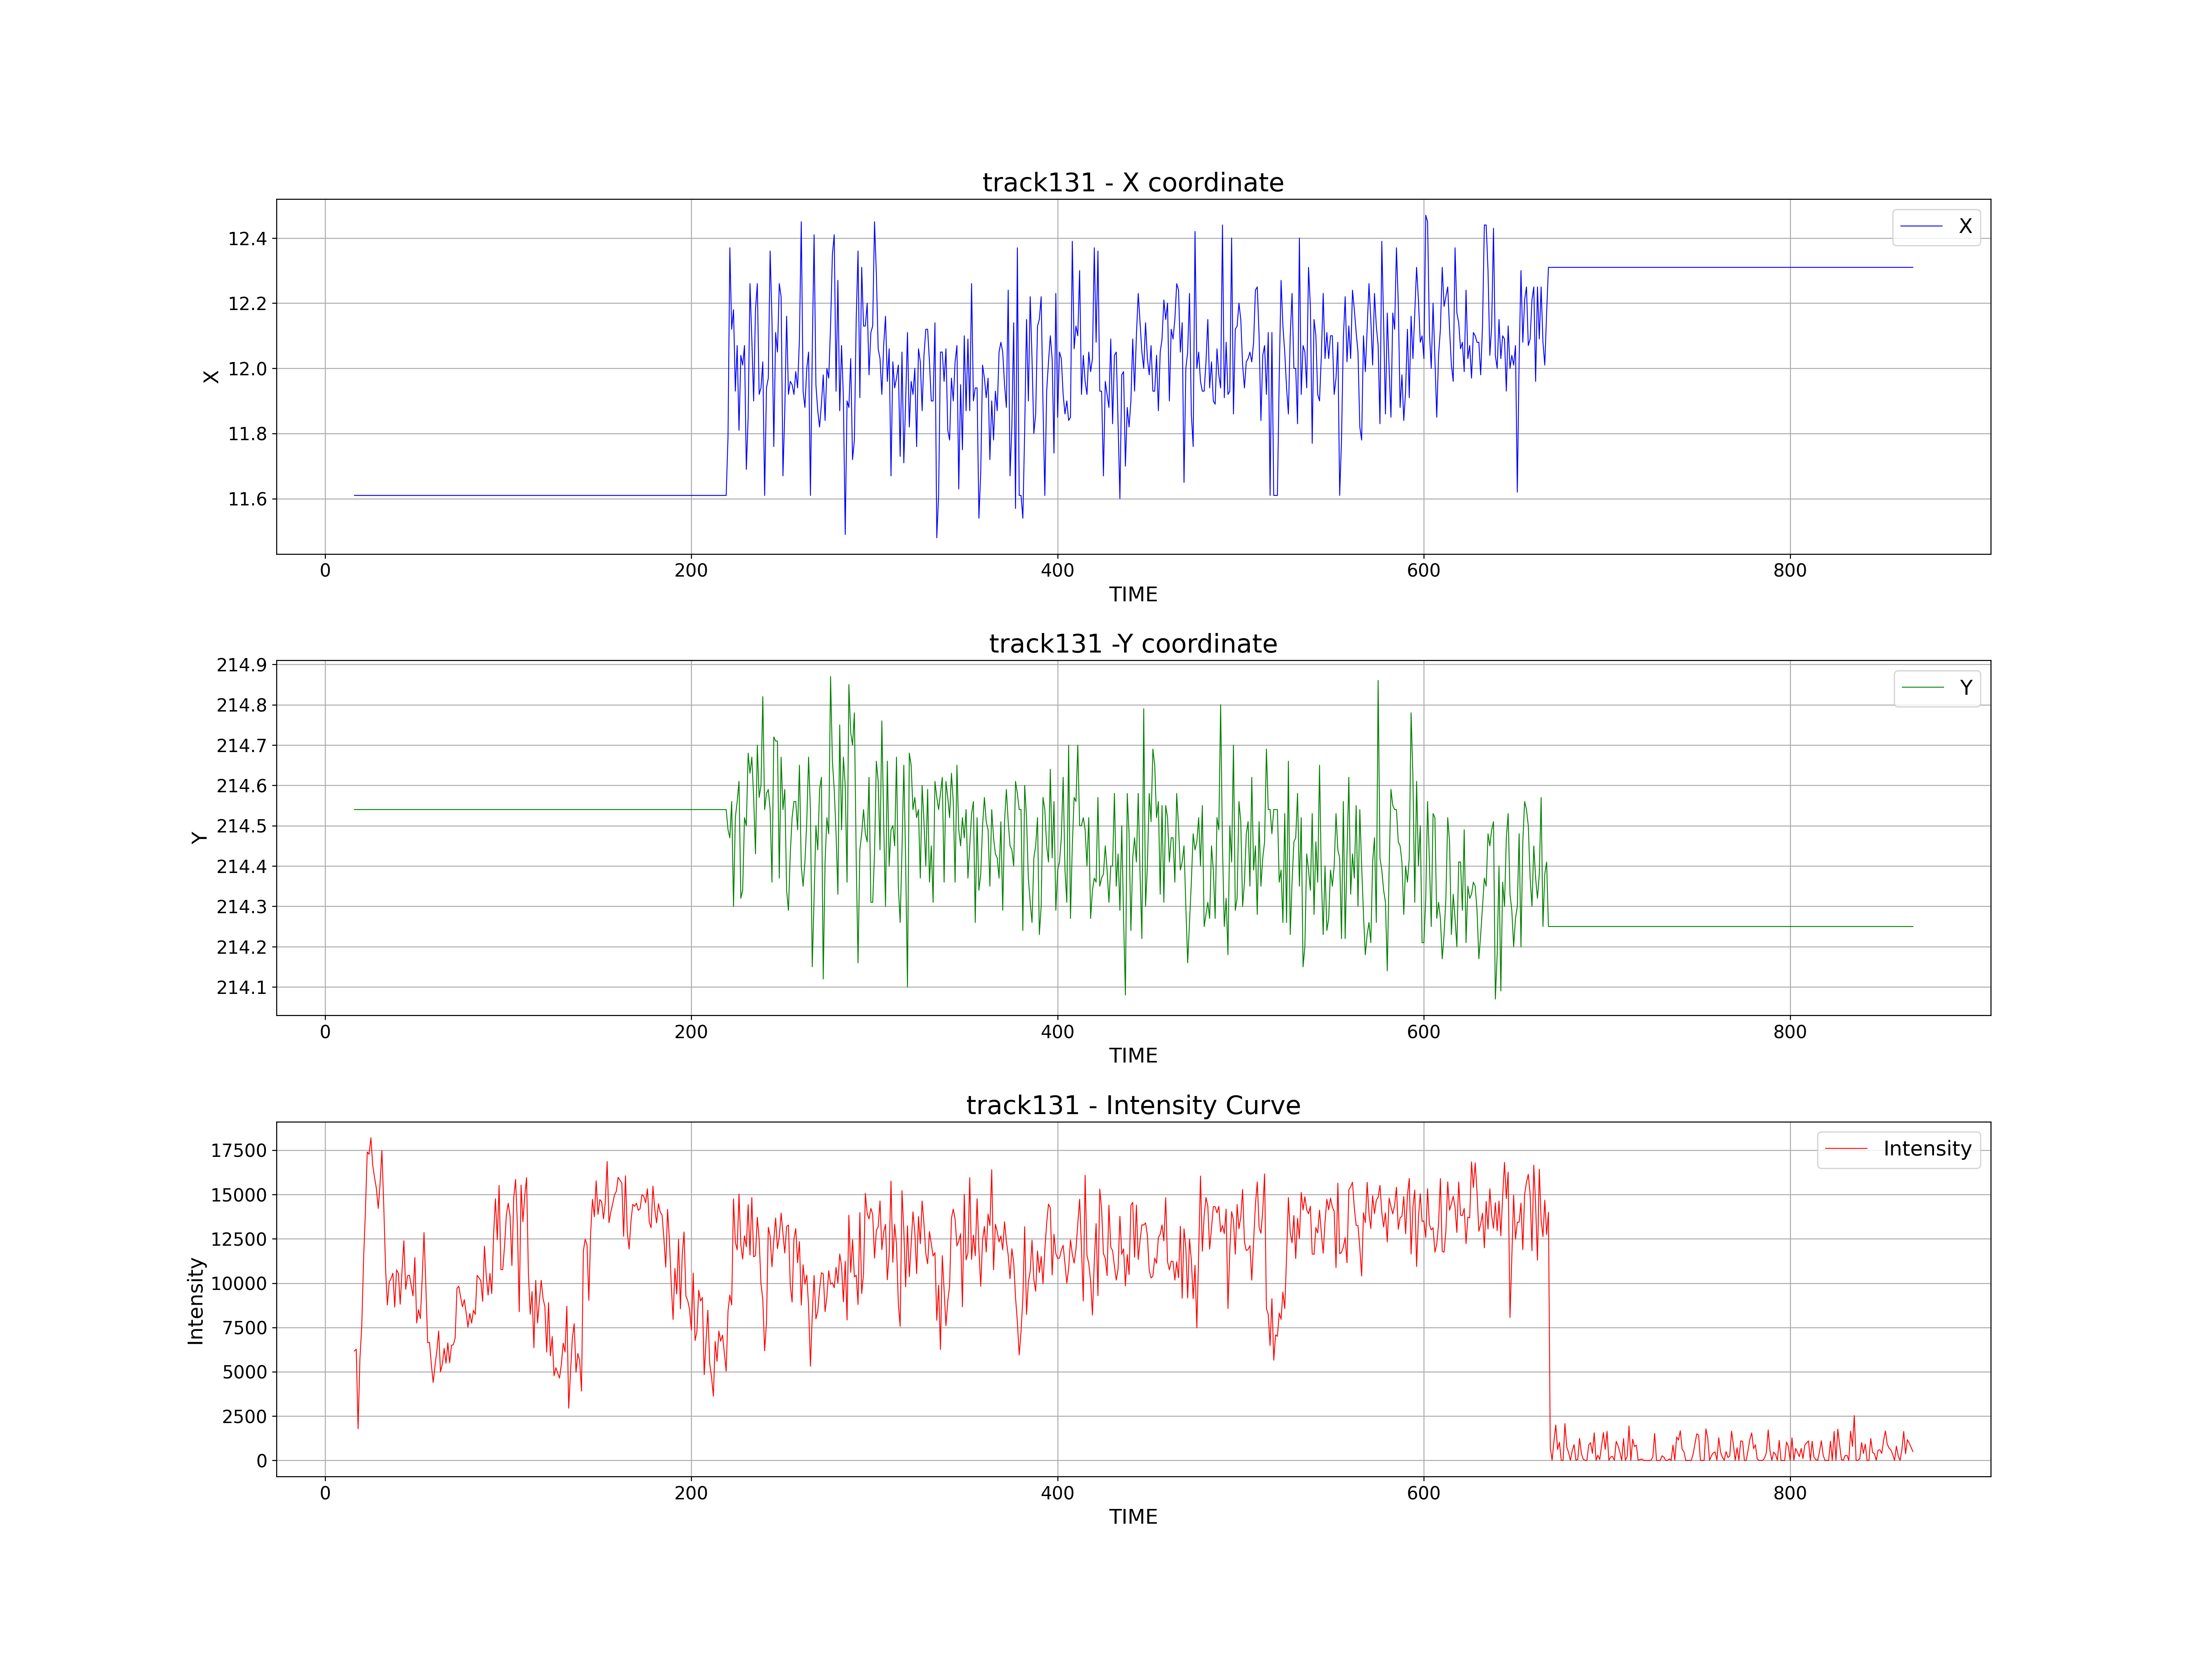 track131 - X coordinate
X
12.4
12.2
12.0
11.8
11.6
X
0 200 400 600 800
TIME
track131 -Y coordinate
Y
214.9
214.8
214.7
214.6
214.5
214.4
214.3
214.2
214.1
Y
0 200 400 600 800
TIME
track131 - Intensity Curve
Intensity
17500
15000
12500
10000
7500
5000
2500
0
Intensity
0 200 400 600 800
TIME